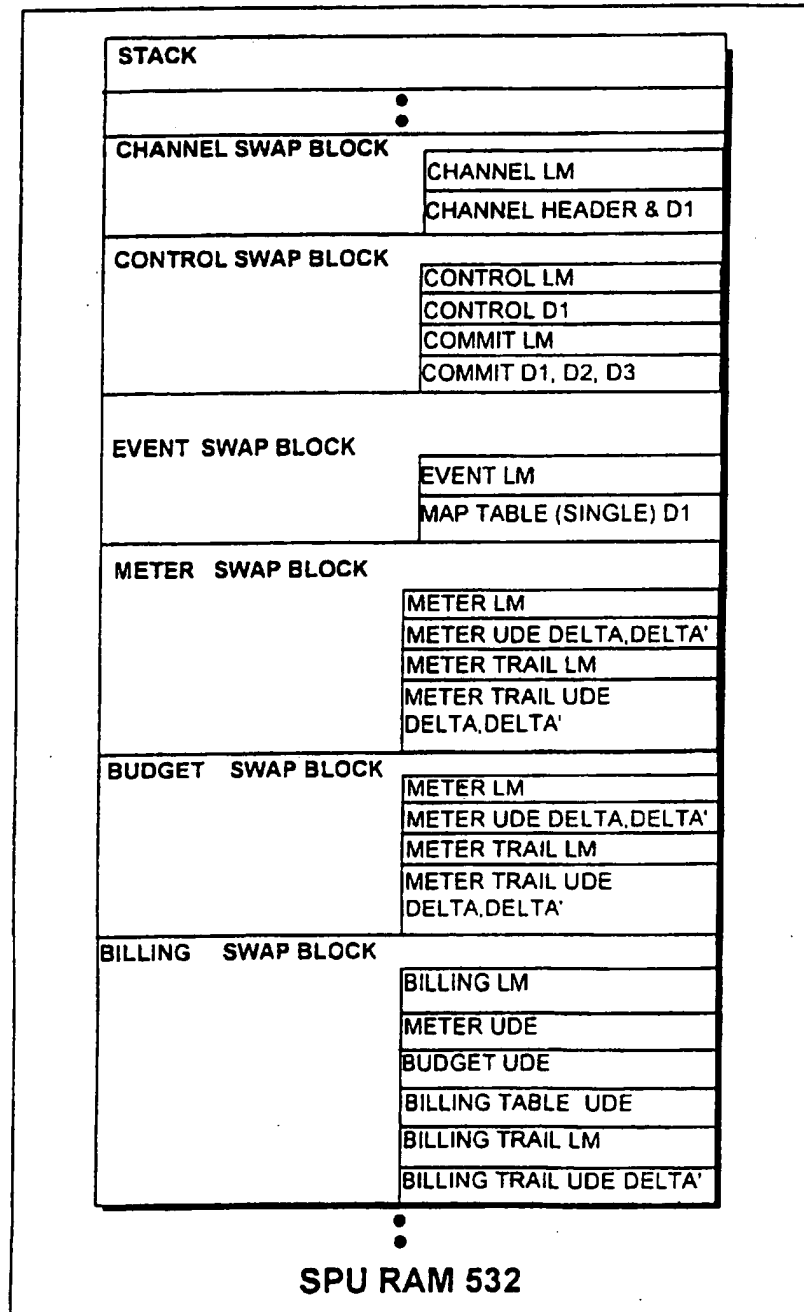 STACK
CHANNEL SWAP BLOCK
CHANNEL LM
CHANNEL HEADER & D1
CONTROL SWAP BLOCK
CONTROL LM
CONTROL D1
COMMIT LM
COMMIT D1, D2, D3
EVENT SWAP BLOCK
EVENT LM
MAP TABLE (SINGLE) D1
METER SWAP BLOCK
METER LM
METER UDE DELTA,DELTA'
METER TRAIL LM
METER TRAIL UDE
DELTA,DELTA'
BUDGET SWAP BLOCK
METER LM
METER UDE DELTA,DELTA'
METER TRAIL LM
METER TRAIL UDE
DELTA,DELTA'
BILLING SWAP BLOCK
BILLING LM
METER UDE
BUDGET UDE
BILLING TABLE UDE
BILLING TRAIL LM
BILLING TRAIL UDE DELTA'
SPU RAM 532